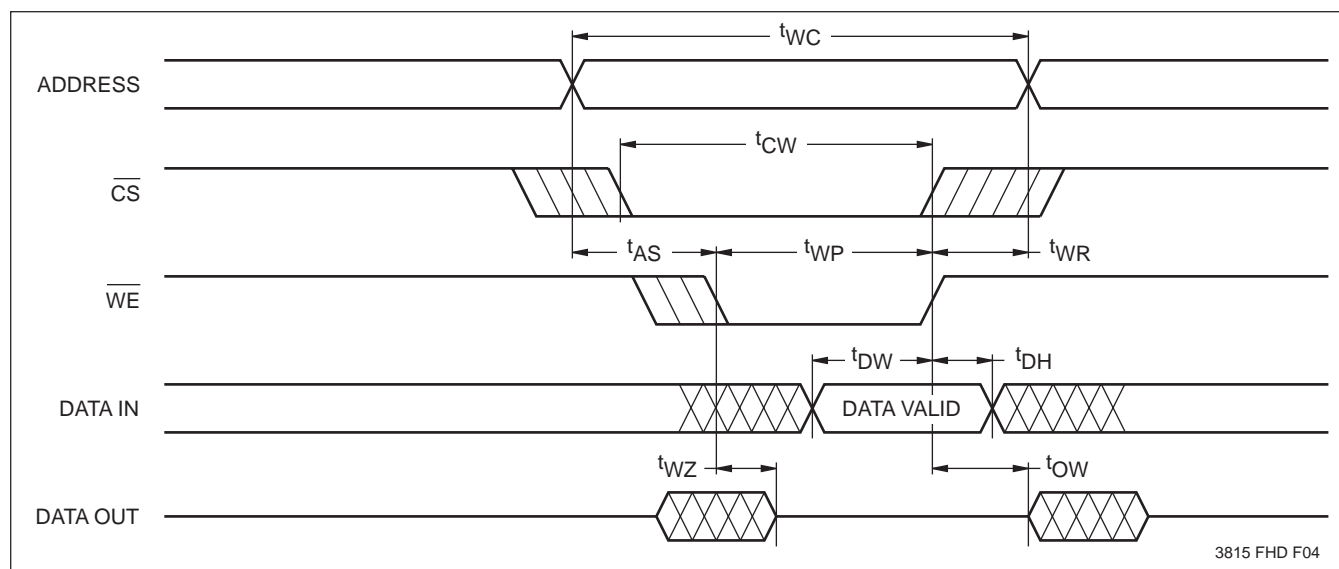 tWC
ADDRESS
tCW
CS
tAS
tWP
tWR
WE
tDW
tDH
DATA IN
DATA VALID
tWZ
tOW
DATA OUT
3815 FHD F04